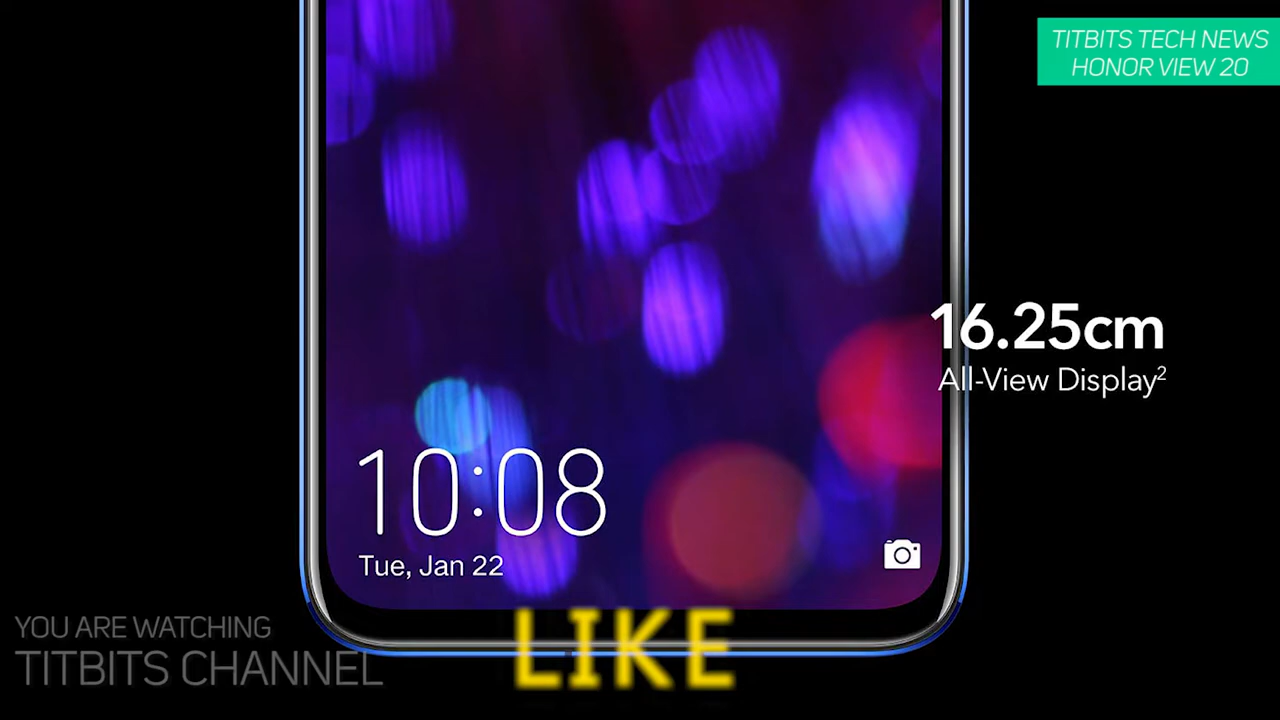 TITBITS TECH NEWS
HONOR VIEW 20
16.25cm
All-View Display²
10:08
Tue, Jan 22
YOU ARE WATCHING
TITBITS CHANNEL
LIKE